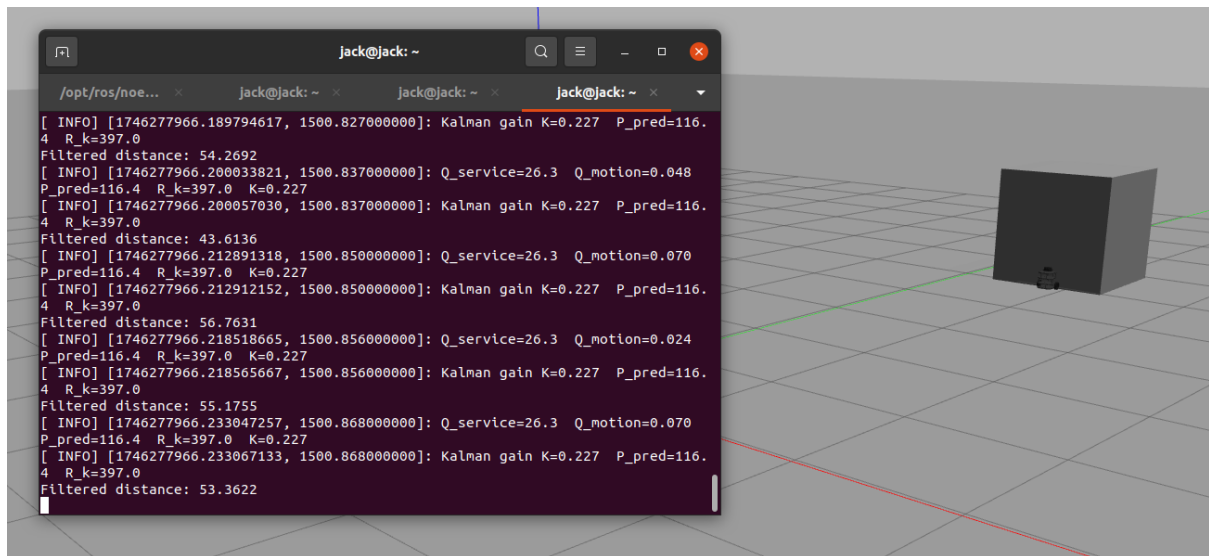 jack@jack: ~
/opt/ros/noe... jack@jack: ~ jack@jack: ~ jack@jack: ~
[ INFO] [1746277966.189794617, 1500.827000000]: Kalman gain K=0.227  P_pred=116.
4  R_k=397.0
Filtered distance: 54.2692
[ INFO] [1746277966.200033821, 1500.837000000]: Q_service=26.3  Q_motion=0.048
P_pred=116.4  R_k=397.0  K=0.227
[ INFO] [1746277966.200057030, 1500.837000000]: Kalman gain K=0.227  P_pred=116.
4  R_k=397.0
Filtered distance: 43.6136
[ INFO] [1746277966.212891318, 1500.850000000]: Q_service=26.3  Q_motion=0.070
P_pred=116.4  R_k=397.0  K=0.227
[ INFO] [1746277966.212912152, 1500.850000000]: Kalman gain K=0.227  P_pred=116.
4  R_k=397.0
Filtered distance: 56.7631
[ INFO] [1746277966.218518665, 1500.856000000]: Q_service=26.3  Q_motion=0.024
P_pred=116.4  R_k=397.0  K=0.227
[ INFO] [1746277966.218565667, 1500.856000000]: Kalman gain K=0.227  P_pred=116.
4  R_k=397.0
Filtered distance: 55.1755
[ INFO] [1746277966.233047257, 1500.868000000]: Q_service=26.3  Q_motion=0.070
P_pred=116.4  R_k=397.0  K=0.227
[ INFO] [1746277966.233067133, 1500.868000000]: Kalman gain K=0.227  P_pred=116.
4  R_k=397.0
Filtered distance: 53.3622